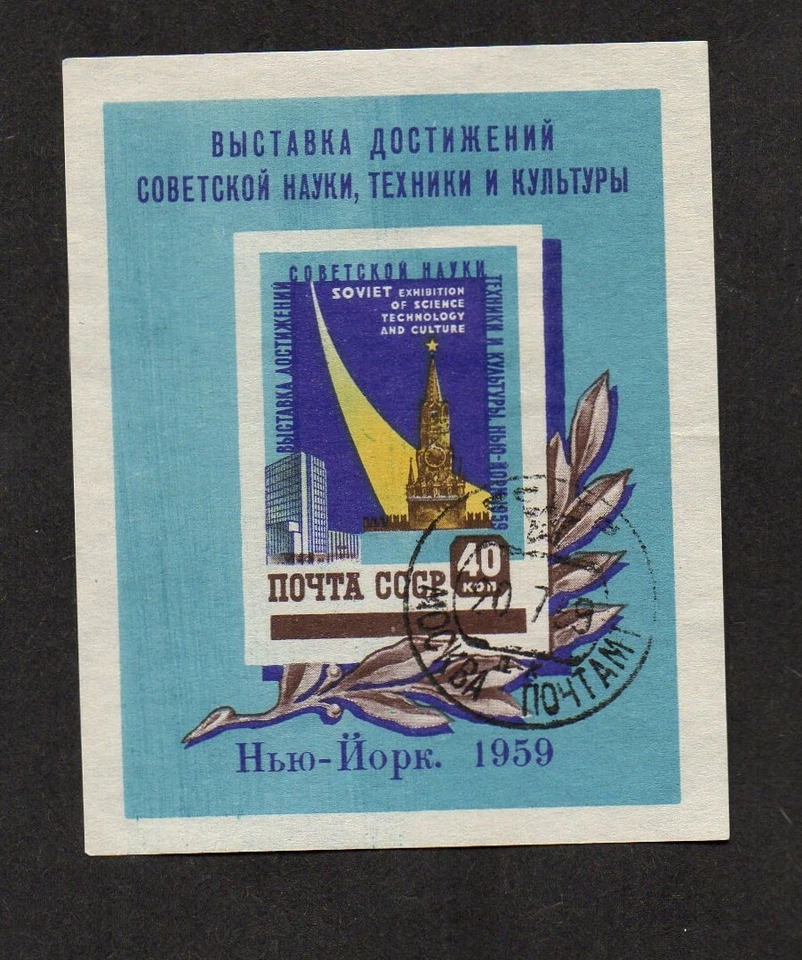 ВЫСТАВКА ДОСТИЖЕНИЙ
СОВЕТСКОЙ НАУКИ, ТЕХНИКИ И КУЛЬТУРЫ
ВЫСТАВКА ДОСТИЖЕНИЙ
СОВЕТСКОЙ НАУКИ
ТЕХНИКИ И КУЛЬТУРЫ. НЬЮ-ЙОРК 1959
SOVIET EXHIBITION
OF SCIENCE
TECHNOLOGY
AND CULTURE
ПОЧТА СССР
40
КОП
МОСКВА
ПОЧТАМТ
Нью-Йорк. 1959